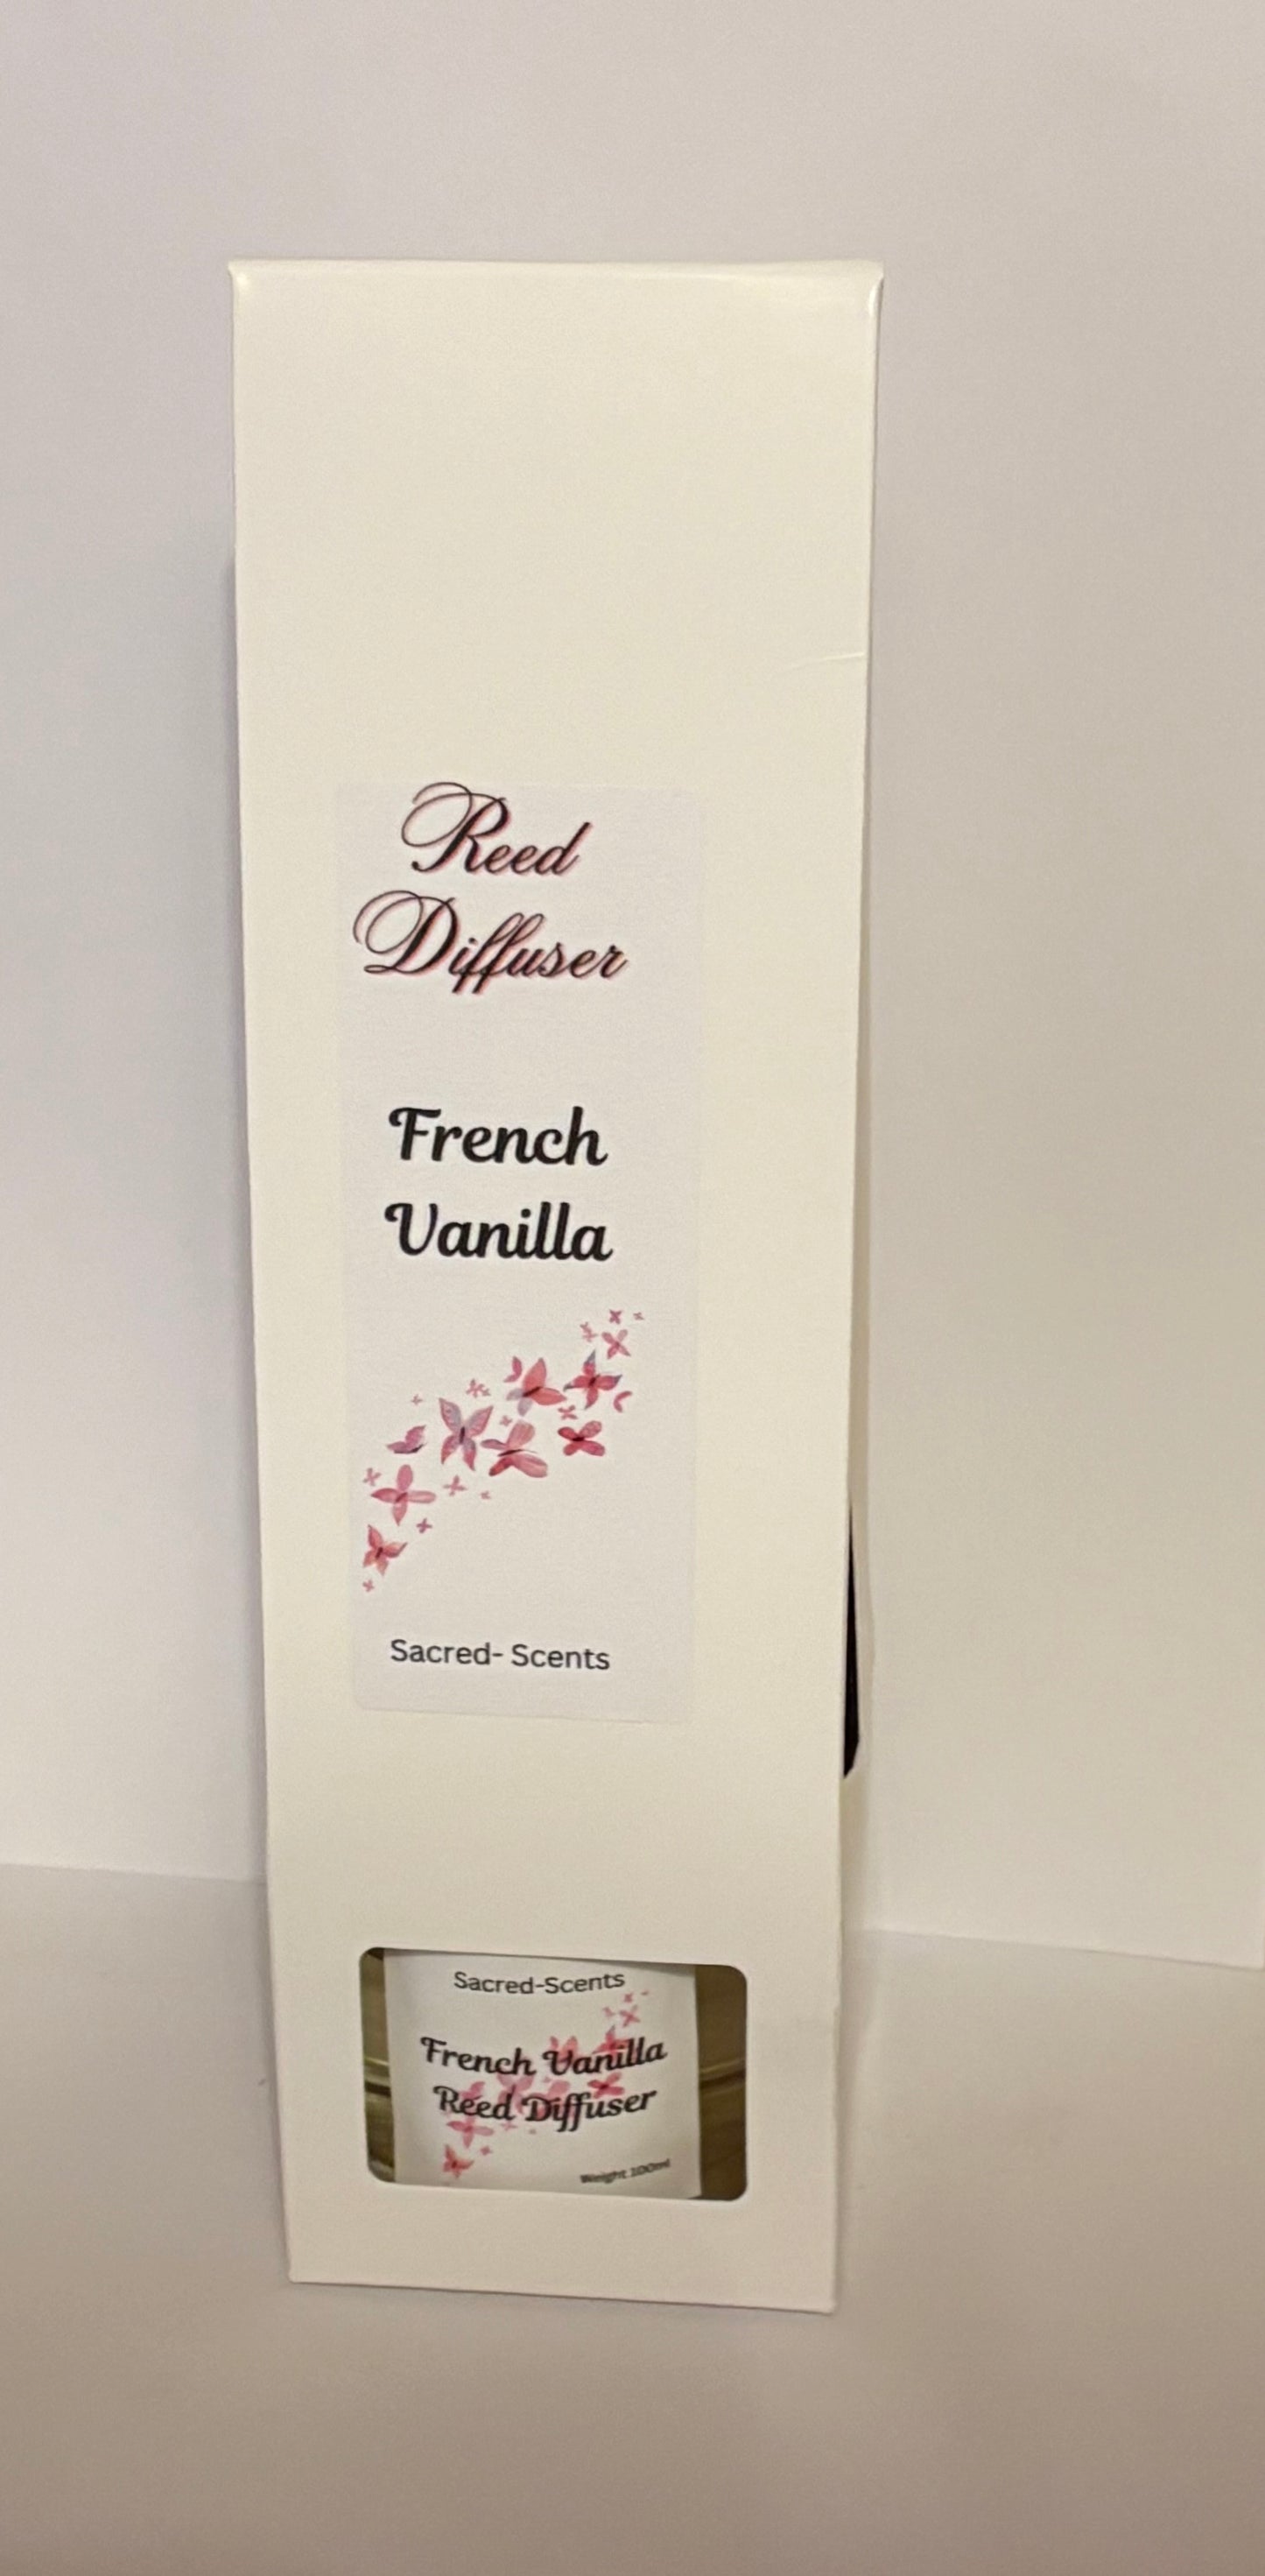 Reed
Diffuser
French
Vanilla
Sacred- Scents
Sacred-Scents
French Vanilla
Reed Diffuser
Weight 100ml